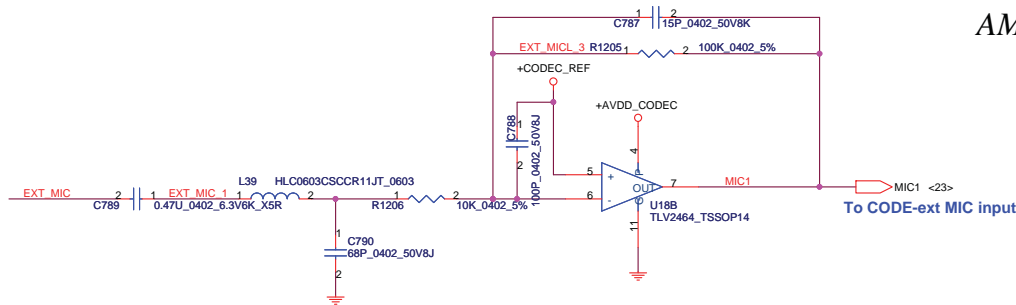 1 2
C787 15P_0402_50V8K
AM
EXT_MICL_3 R1205 1 2 100K_0402_5%
+CODEC_REF
+AVDD_CODEC
1
C788
2
100P_0402_50V8J
4
P
5 +
OUT 7 MIC1
6 -
G
11
U18B
TLV2464_TSSOP14
MIC1 <23>
To CODE-ext MIC input
EXT_MIC 2 1 EXT_MIC_1 1 2
L39 HLC0603CSCCR11JT_0603
C789 0.47U_0402_6.3V6K_X5R
1 2
R1206 10K_0402_5%
1
C790
68P_0402_50V8J
2